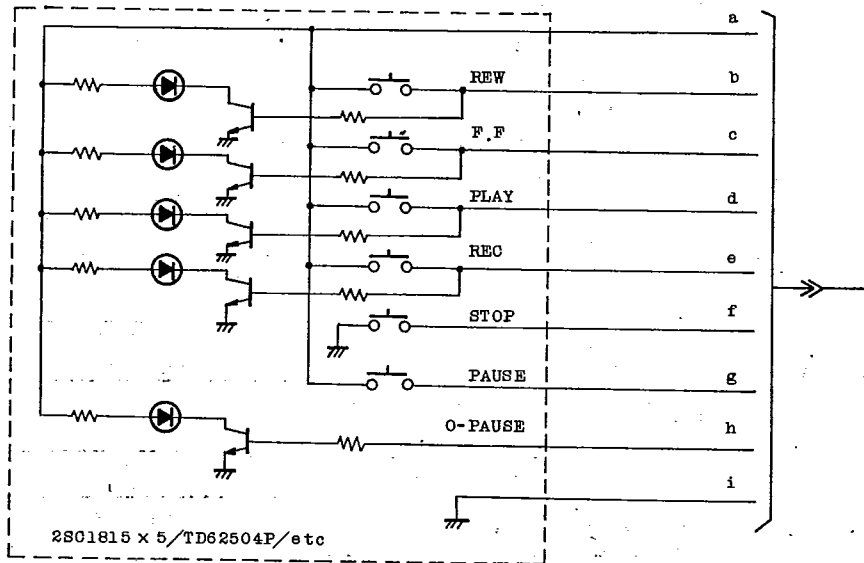 a
REW
b
F.F
c
PLAY
d
REC
e
STOP
f
PAUSE
g
O-PAUSE
h
i
2SC1815 × 5/TD62504P/etc